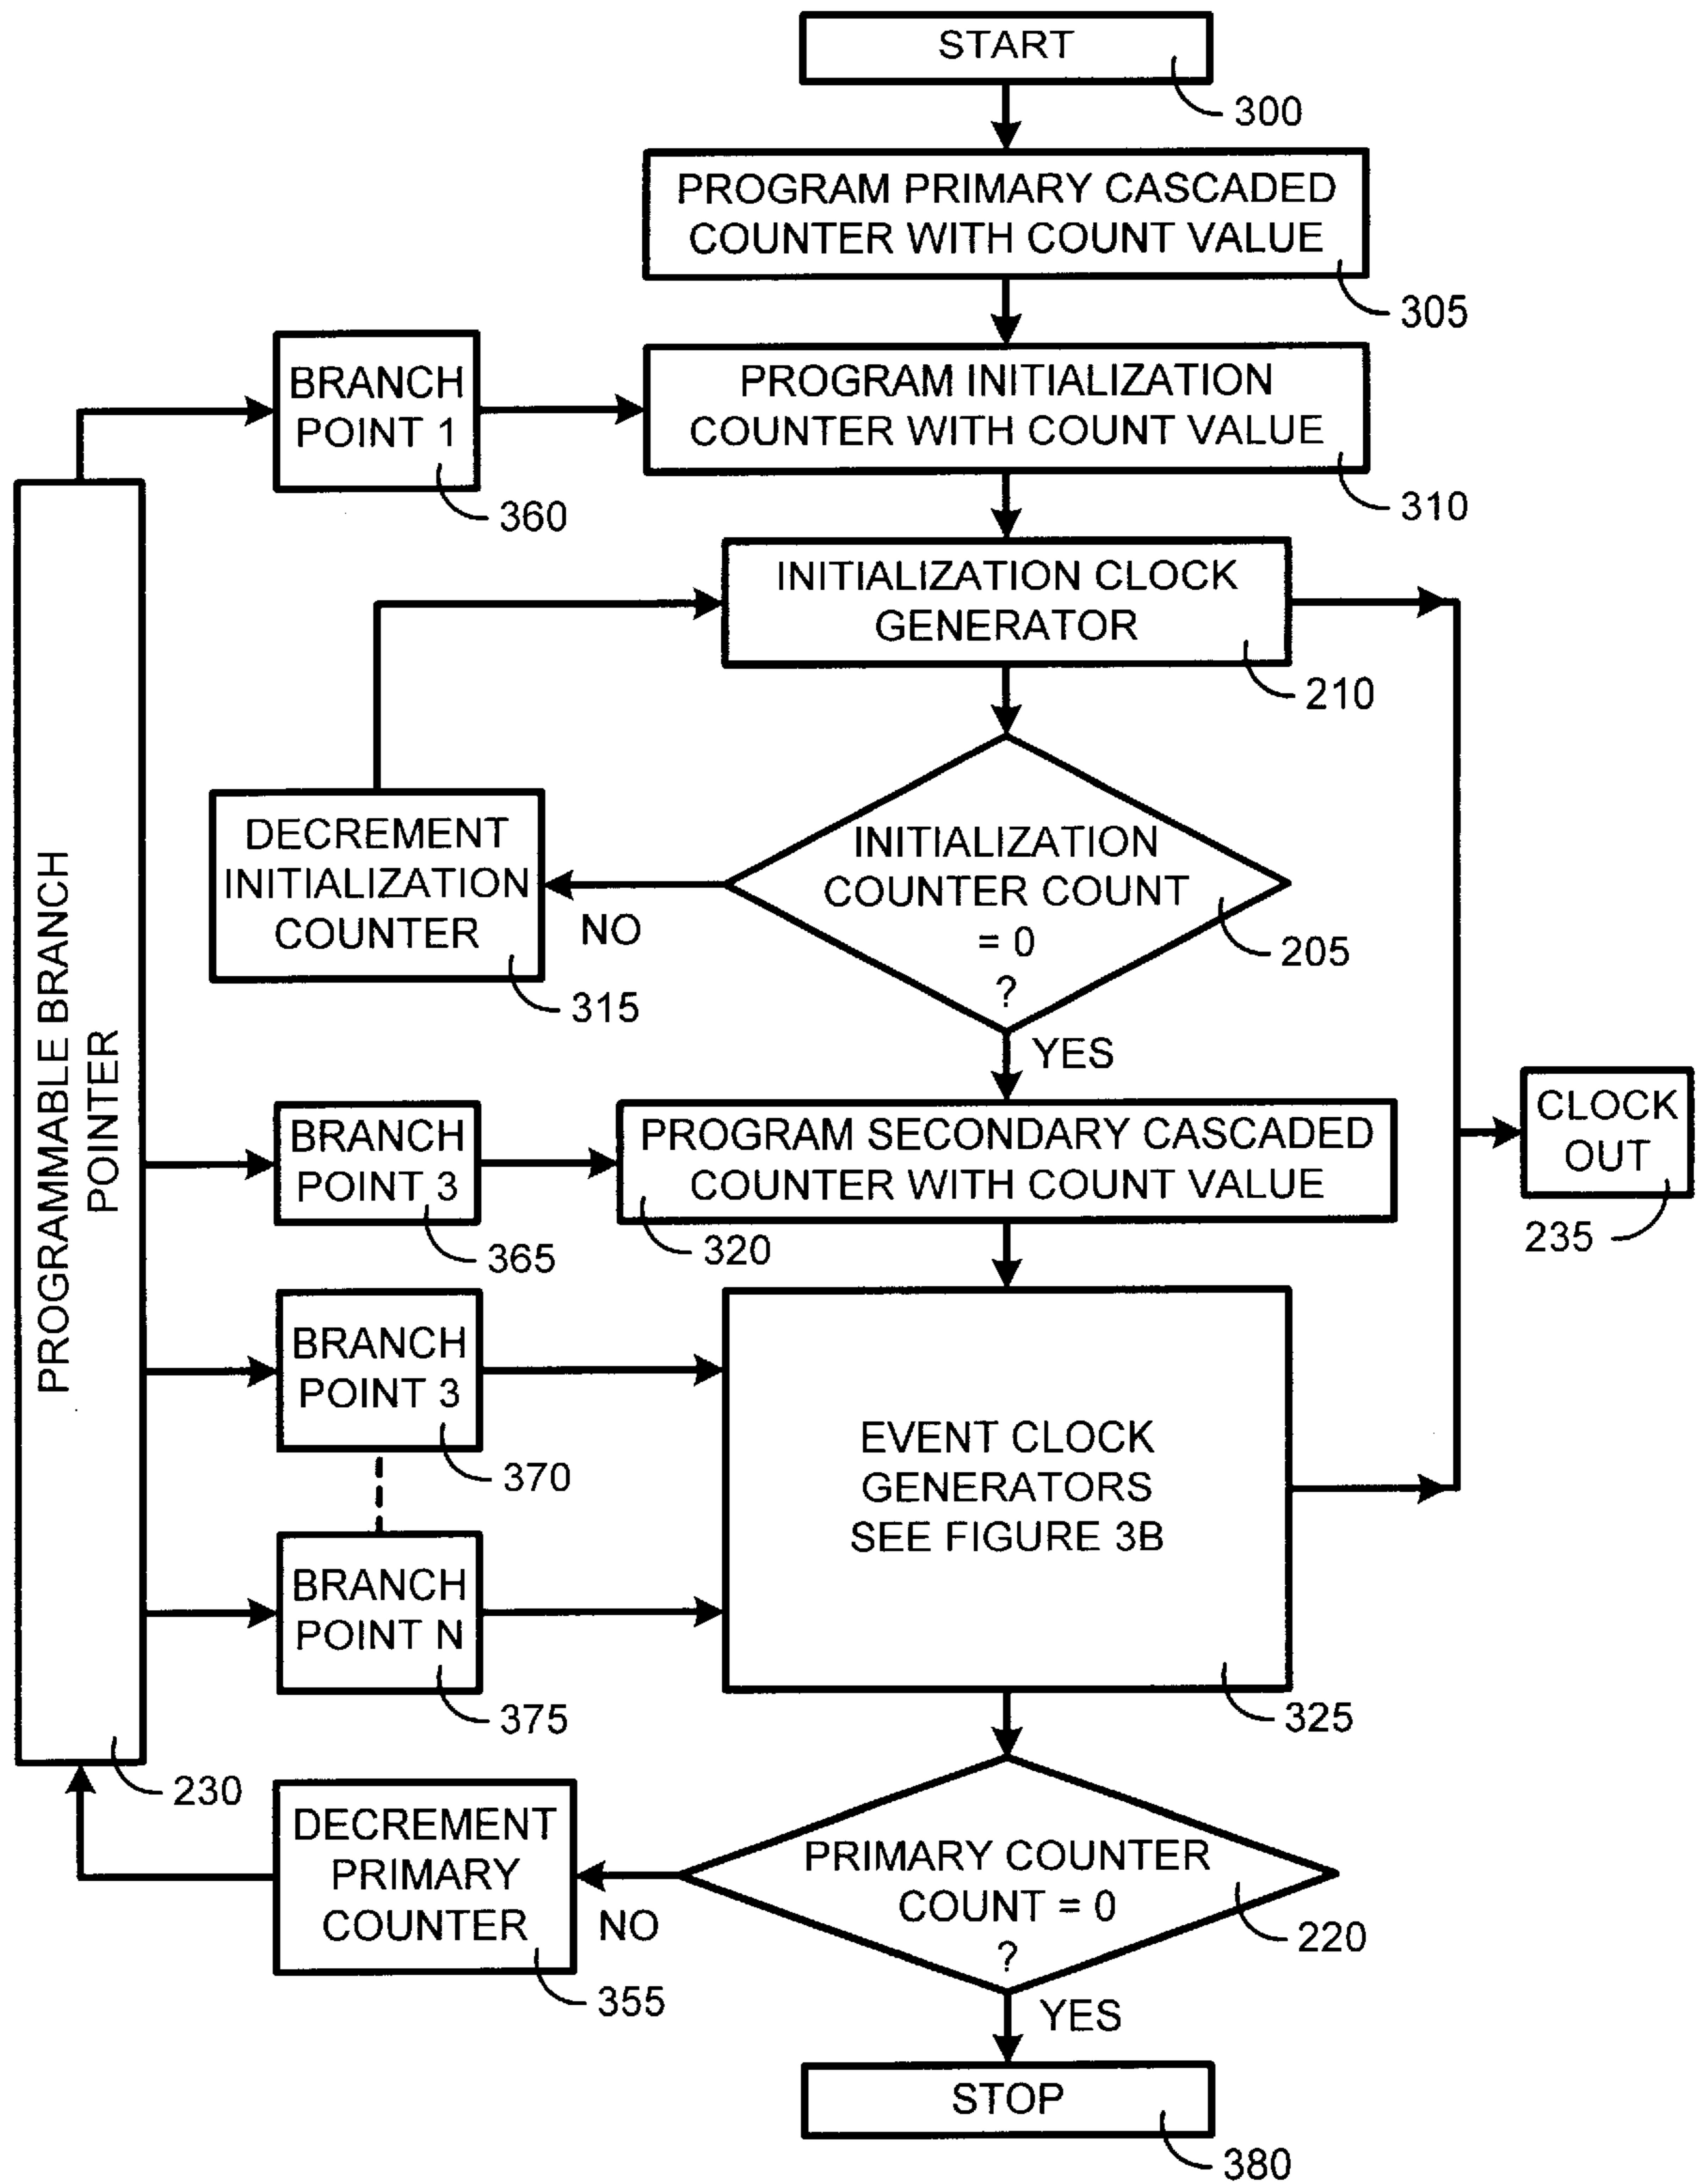 START
300
PROGRAM PRIMARY CASCADED
COUNTER WITH COUNT VALUE
305
BRANCH
POINT 1
360
PROGRAM INITIALIZATION
COUNTER WITH COUNT VALUE
310
INITIALIZATION CLOCK
GENERATOR
210
DECREMENT
INITIALIZATION
COUNTER
315
NO
INITIALIZATION
COUNTER COUNT
= 0
?
205
YES
PROGRAMMABLE BRANCH
POINTER
230
BRANCH
POINT 3
365
PROGRAM SECONDARY CASCADED
COUNTER WITH COUNT VALUE
320
CLOCK
OUT
235
BRANCH
POINT 3
370
EVENT CLOCK
GENERATORS
SEE FIGURE 3B
325
BRANCH
POINT N
375
DECREMENT
PRIMARY
COUNTER
355
NO
PRIMARY COUNTER
COUNT = 0
?
220
YES
STOP
380